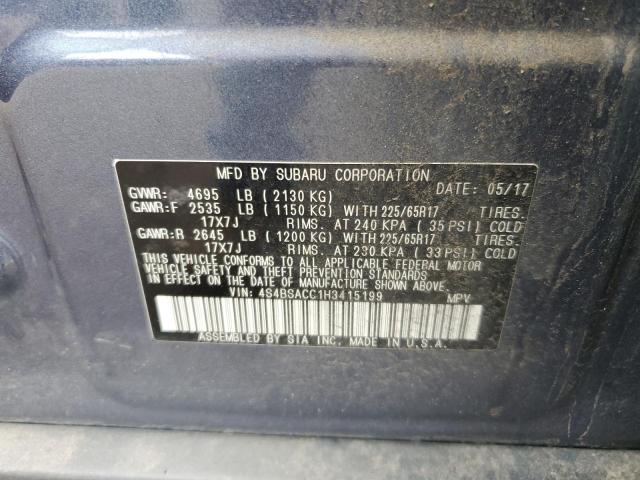 MFD BY SUBARU CORPORATION
GVWR: 4695 LB ( 2130 KG) DATE: 05/17
GAWR:F 2535 LB ( 1150 KG) WITH 225/65R17 TIRES.
17X7J RIMS. AT 240 KPA ( 35 PSI) COLD
GAWR:R 2645 LB ( 1200 KG) WITH 225/65R17 TIRES.
17X7J RIMS. AT 230 KPA ( 33 PSI) COLD
THIS VEHICLE CONFORMS TO ALL APPLICABLE FEDERAL MOTOR
VEHICLE SAFETY AND THEFT PREVENTION STANDARDS
IN EFFECT ON THE DATE OF MANUFACTURE SHOWN ABOVE.
VIN: 4S4BSACC1H3415199 MPV
ASSEMBLED BY SIA INC, MADE IN U.S.A.